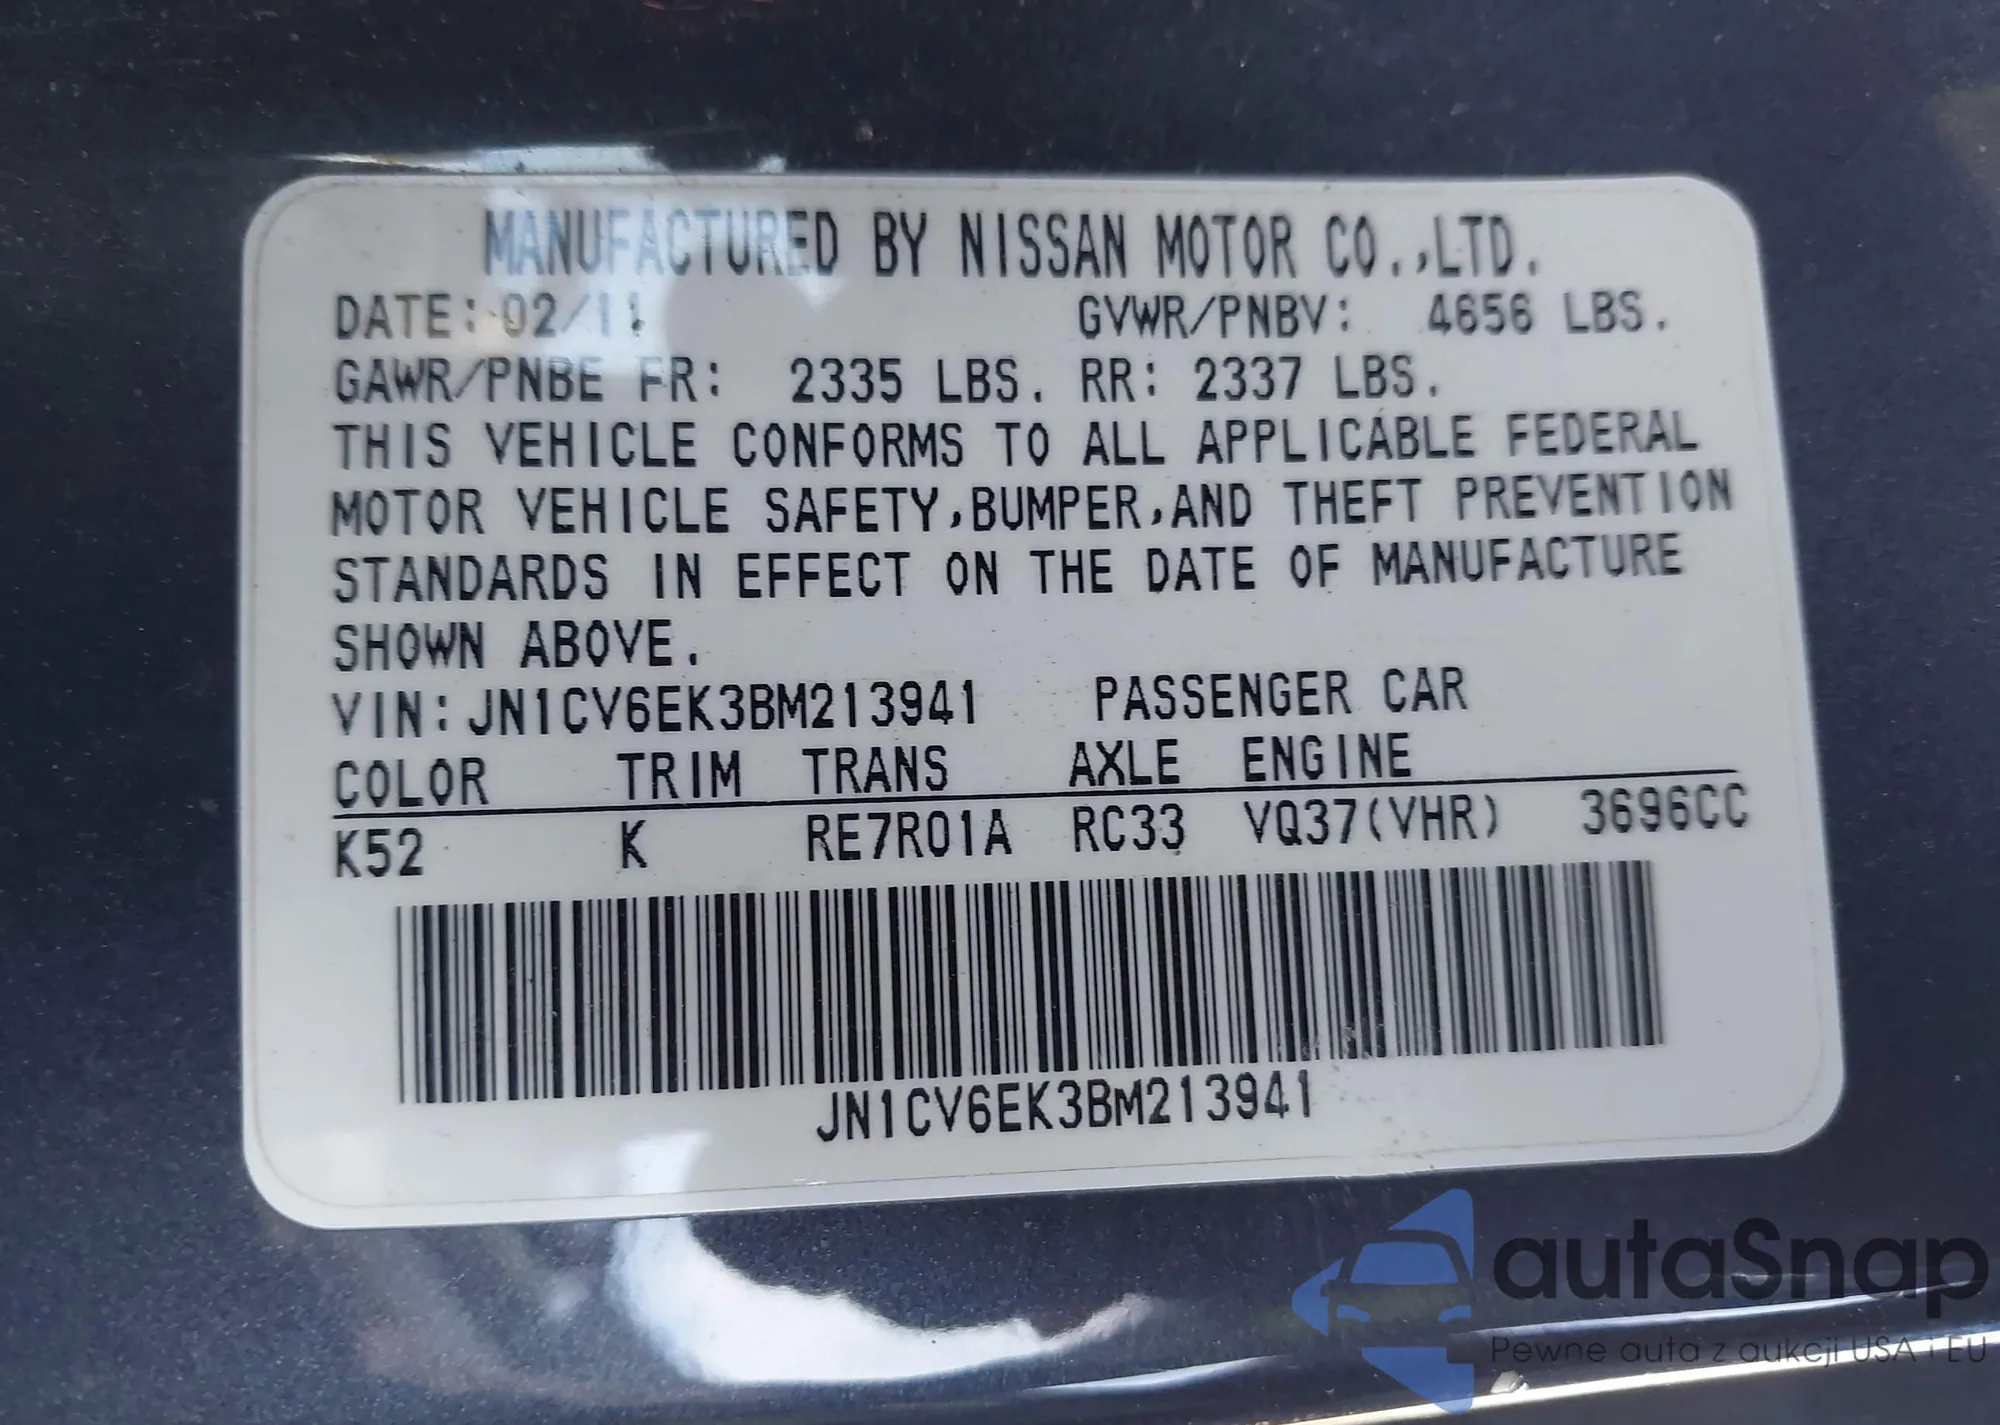 MANUFACTURED BY NISSAN MOTOR CO.,LTD.
DATE: 02/11 GVWR/PNBV: 4656 LBS.
GAWR/PNBE FR: 2335 LBS. RR: 2337 LBS.
THIS VEHICLE CONFORMS TO ALL APPLICABLE FEDERAL
MOTOR VEHICLE SAFETY,BUMPER,AND THEFT PREVENTION
STANDARDS IN EFFECT ON THE DATE OF MANUFACTURE
SHOWN ABOVE.
VIN:JN1CV6EK3BM213941 PASSENGER CAR
COLOR TRIM TRANS AXLE ENGINE
K52 K RE7R01A RC33 VQ37(VHR) 3696CC
JN1CV6EK3BM213941
autaSnap
Pewne auta z aukcji USA i EU